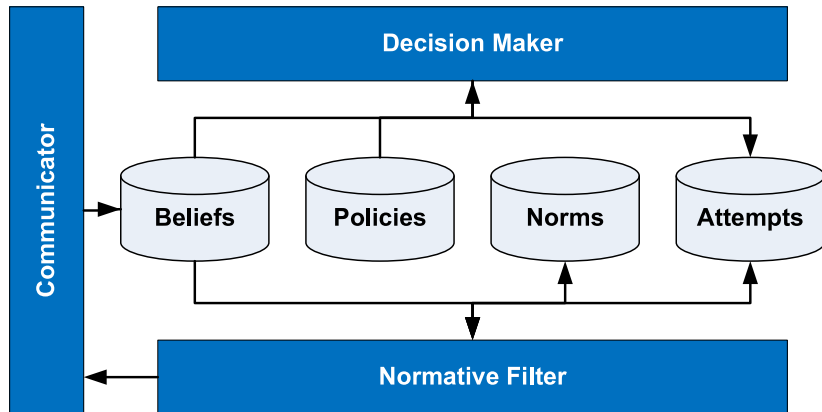 Communicator
Decision Maker
Beliefs
Policies
Norms
Attempts
Normative Filter